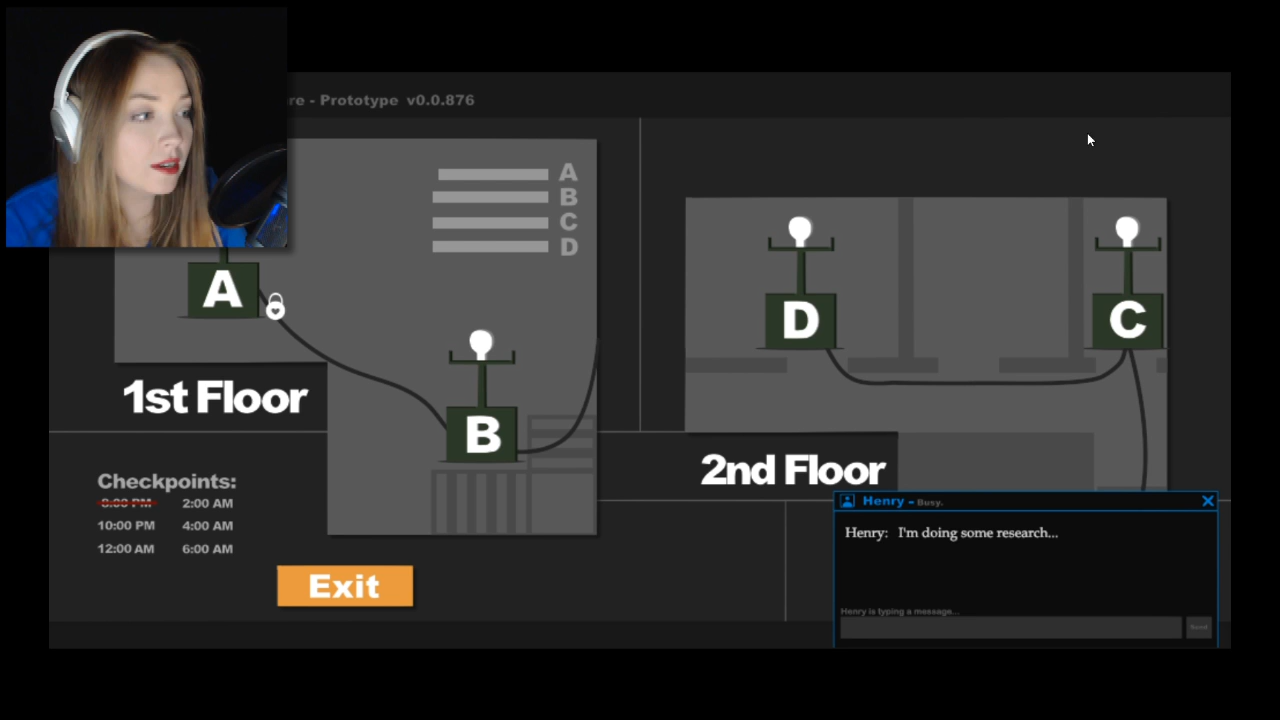 re - Prototype v0.0.876
A
B
C
D
A
B
1st Floor
D
C
2nd Floor
Checkpoints:
8:00 PM 2:00 AM
10:00 PM 4:00 AM
12:00 AM 6:00 AM
Exit
Henry - Busy.
Henry: I'm doing some research...
Henry is typing a message...
Send